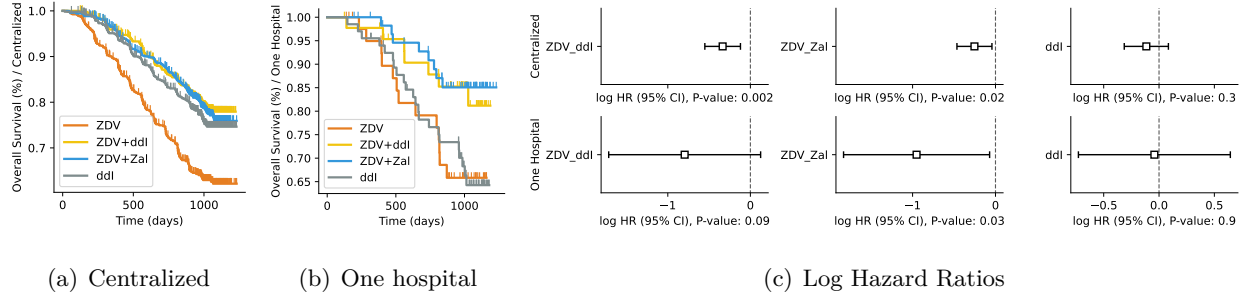 Overall Survival (%) / Centralized
1.0
0.9
0.8
0.7
ZDV
ZDV+ddI
ZDV+Zal
ddI
0
500
1000
Time (days)
(a) Centralized
Overall Survival (%) / One Hospital
1.00
0.95
0.90
0.85
0.80
0.75
0.70
0.65
ZDV
ZDV+ddI
ZDV+Zal
ddI
0
500
1000
Time (days)
(b) One hospital
Centralized
ZDV_ddI
log HR (95% CI), P-value: 0.002
ZDV_Zal
log HR (95% CI), P-value: 0.02
ddI
log HR (95% CI), P-value: 0.3
One Hospital
ZDV_ddI
−1
0
log HR (95% CI), P-value: 0.09
ZDV_Zal
−1
0
log HR (95% CI), P-value: 0.03
ddI
−0.5
0.0
0.5
log HR (95% CI), P-value: 0.9
(c) Log Hazard Ratios